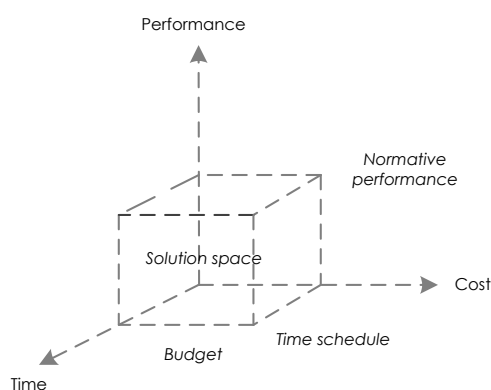 Performance
Normative
performance
Solution space
Cost
Time schedule
Budget
Time